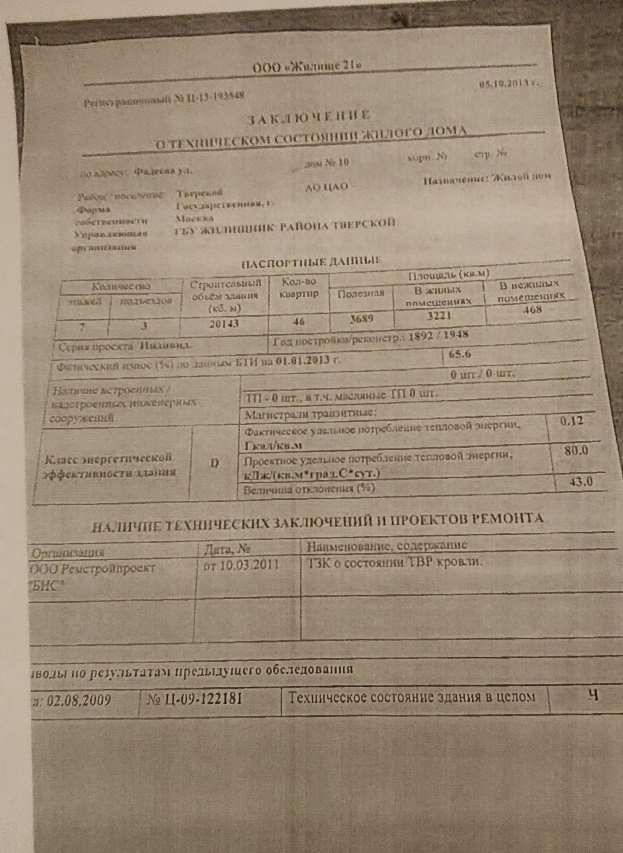 ООО «Жилище 21»
Регистрационный № Ц-13-193548 05.10.2013 г.
ЗАКЛЮЧЕНИЕ
О ТЕХНИЧЕСКОМ СОСТОЯНИИ ЖИЛОГО ДОМА
по адресу: Фадеева ул. дом № 10 корп. № стр. №
Район/ поселение: Тверской АО ЦАО Назначение: Жилой дом
Форма собственности Государственная, г. Москва
Управляющая организация ГБУ ЖИЛИЩНИК РАЙОНА ТВЕРСКОЙ
ПАСПОРТНЫЕ ДАННЫЕ
Количество Строительный объём здания (кб. м) Кол-во квартир Площадь (кв.м)
этажей подъездов Полезная В жилых помещениях В нежилых помещениях
7 3 20143 46 3689 3221 468
Серия проекта: Индивид. Год постройки/реконстр.: 1892 / 1948
Физический износ (%) по данным БТИ на 01.01.2013 г. 65.6
Наличие встроенных / надстроенных инженерных сооружений
0 шт./ 0 шт.
ТП - 0 шт., в т.ч. масляные ТП 0 шт.
Магистрали транзитные:
Класс энергетической эффективности здания D
Фактическое удельное потребление тепловой энергии, Гкал/кв.м 0.12
Проектное удельное потребление тепловой энергии, кДж/(кв.м*град.С*сут.) 80.0
Величина отклонения (%) 43.0
НАЛИЧИЕ ТЕХНИЧЕСКИХ ЗАКЛЮЧЕНИЙ И ПРОЕКТОВ РЕМОНТА
Организация Дата, № Наименование, содержание
ООО Ремстройпроект "БИС" от 10.03.2011 ТЗК о состоянии ТВР кровли.
ыводы по результатам предыдущего обследования
а: 02.08.2009 № Ц-09-122181 Техническое состояние здания в целом Ч